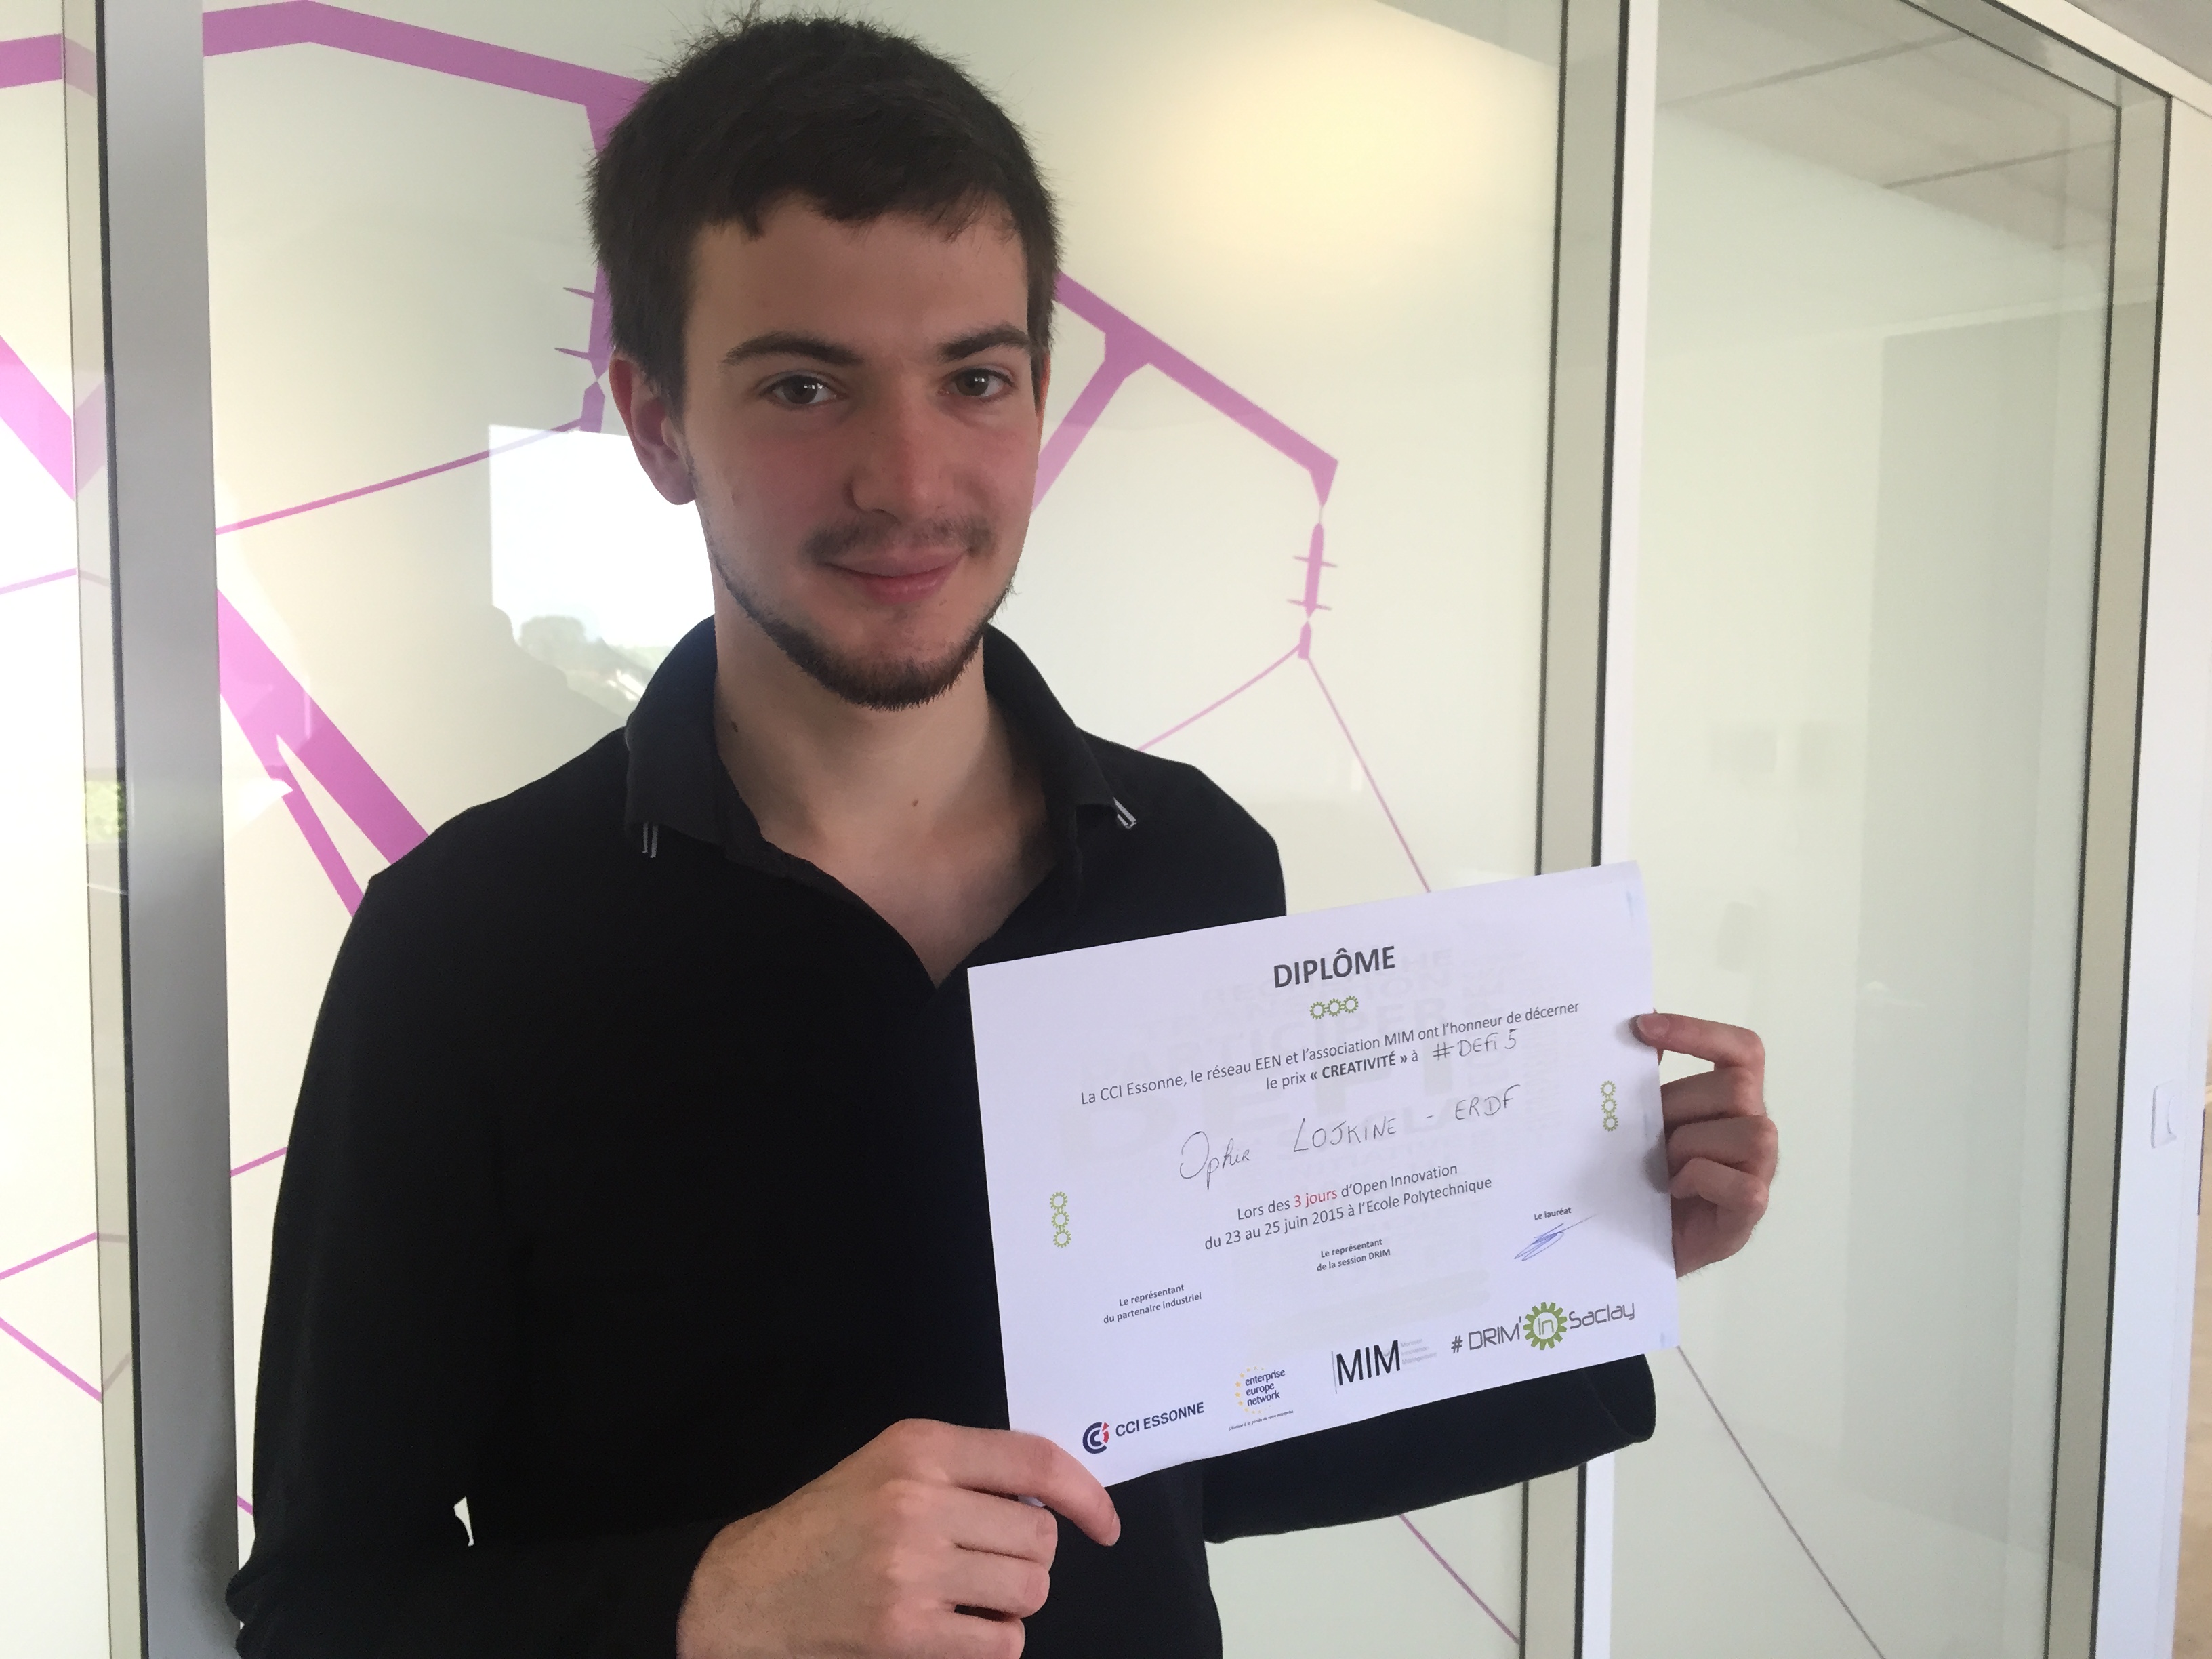 DIPLÔME
La CCI Essonne, le réseau EEN et l'association MIM ont l'honneur de décerner
le prix « CREATIVITÉ » à #DEFi 5
Ophir LOJKINE - ERDF
Lors des 3 jours d'Open Innovation
du 23 au 25 juin 2015 à l'Ecole Polytechnique
Le représentant
du partenaire industriel
Le représentant
de la session DRIM
Le lauréat
CCI ESSONNE
enterprise
europe
network
MIM
# DRIM' in Saclay